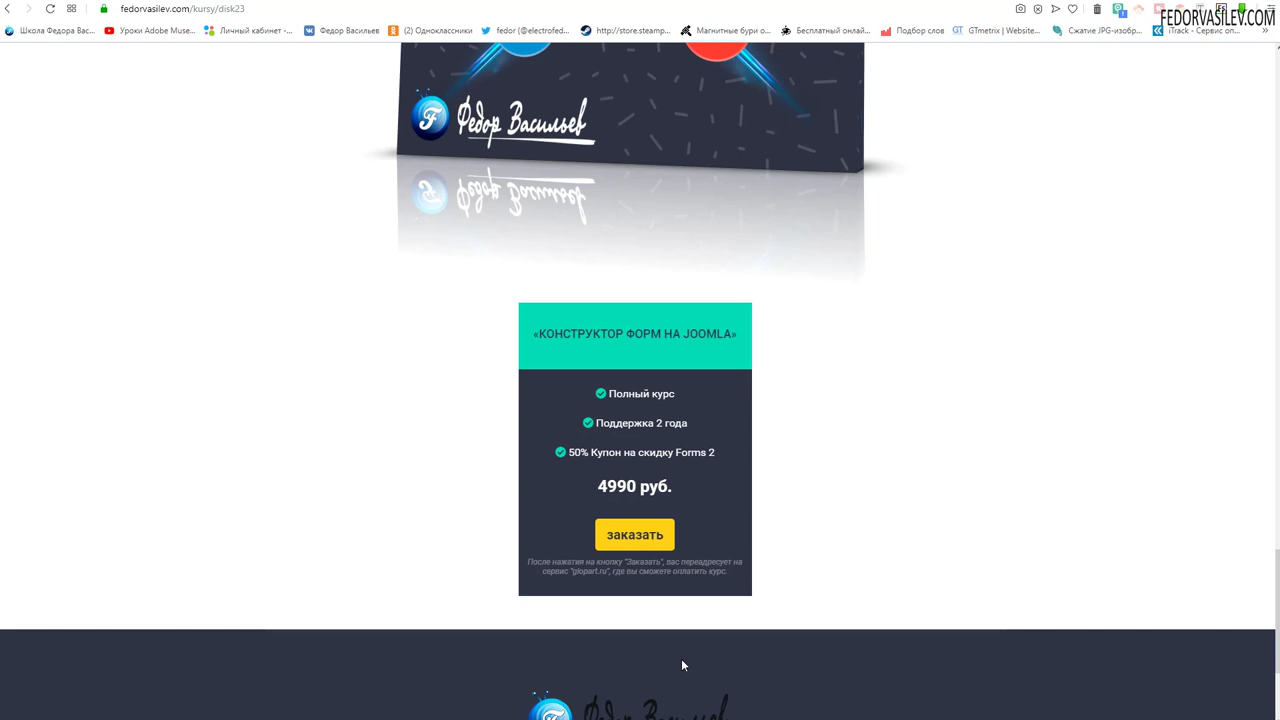 fedorvasilev.com/kursy/disk23
FEDORVASILEV.COM
Школа Федора Вас...
Уроки Adobe Muse...
Личный кабинет -...
Федор Васильев
(2) Одноклассники
fedor (@electrofed...
http://store.steamp...
Магнитные бури о...
Бесплатный онлай...
Подбор слов
GTmetrix | Website...
Сжатие JPG-изобр...
iTrack - Сервис оп...
Федор Васильев
«КОНСТРУКТОР ФОРМ НА JOOMLA»
Полный курс
Поддержка 2 года
50% Купон на скидку Forms 2
4990 руб.
заказать
После нажатия на кнопку "Заказать", вас переадресует на
сервис "glopart.ru", где вы сможете оплатить курс.
Федор Васильев